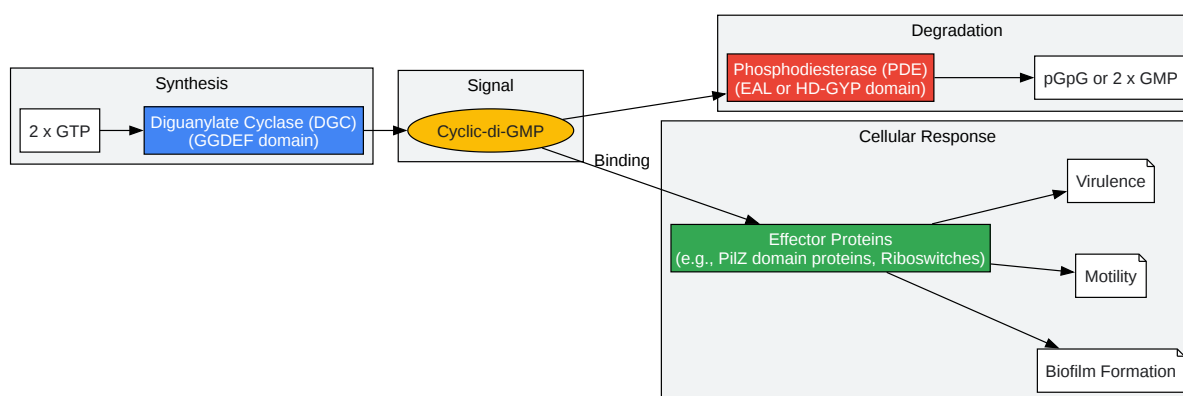 Synthesis
2 x GTP
Diguanylate Cyclase (DGC)
(GGDEF domain)
Signal
Cyclic-di-GMP
Degradation
Phosphodiesterase (PDE)
(EAL or HD-GYP domain)
pGpG or 2 x GMP
Binding
Cellular Response
Effector Proteins
(e.g., PilZ domain proteins, Riboswitches)
Virulence
Motility
Biofilm Formation